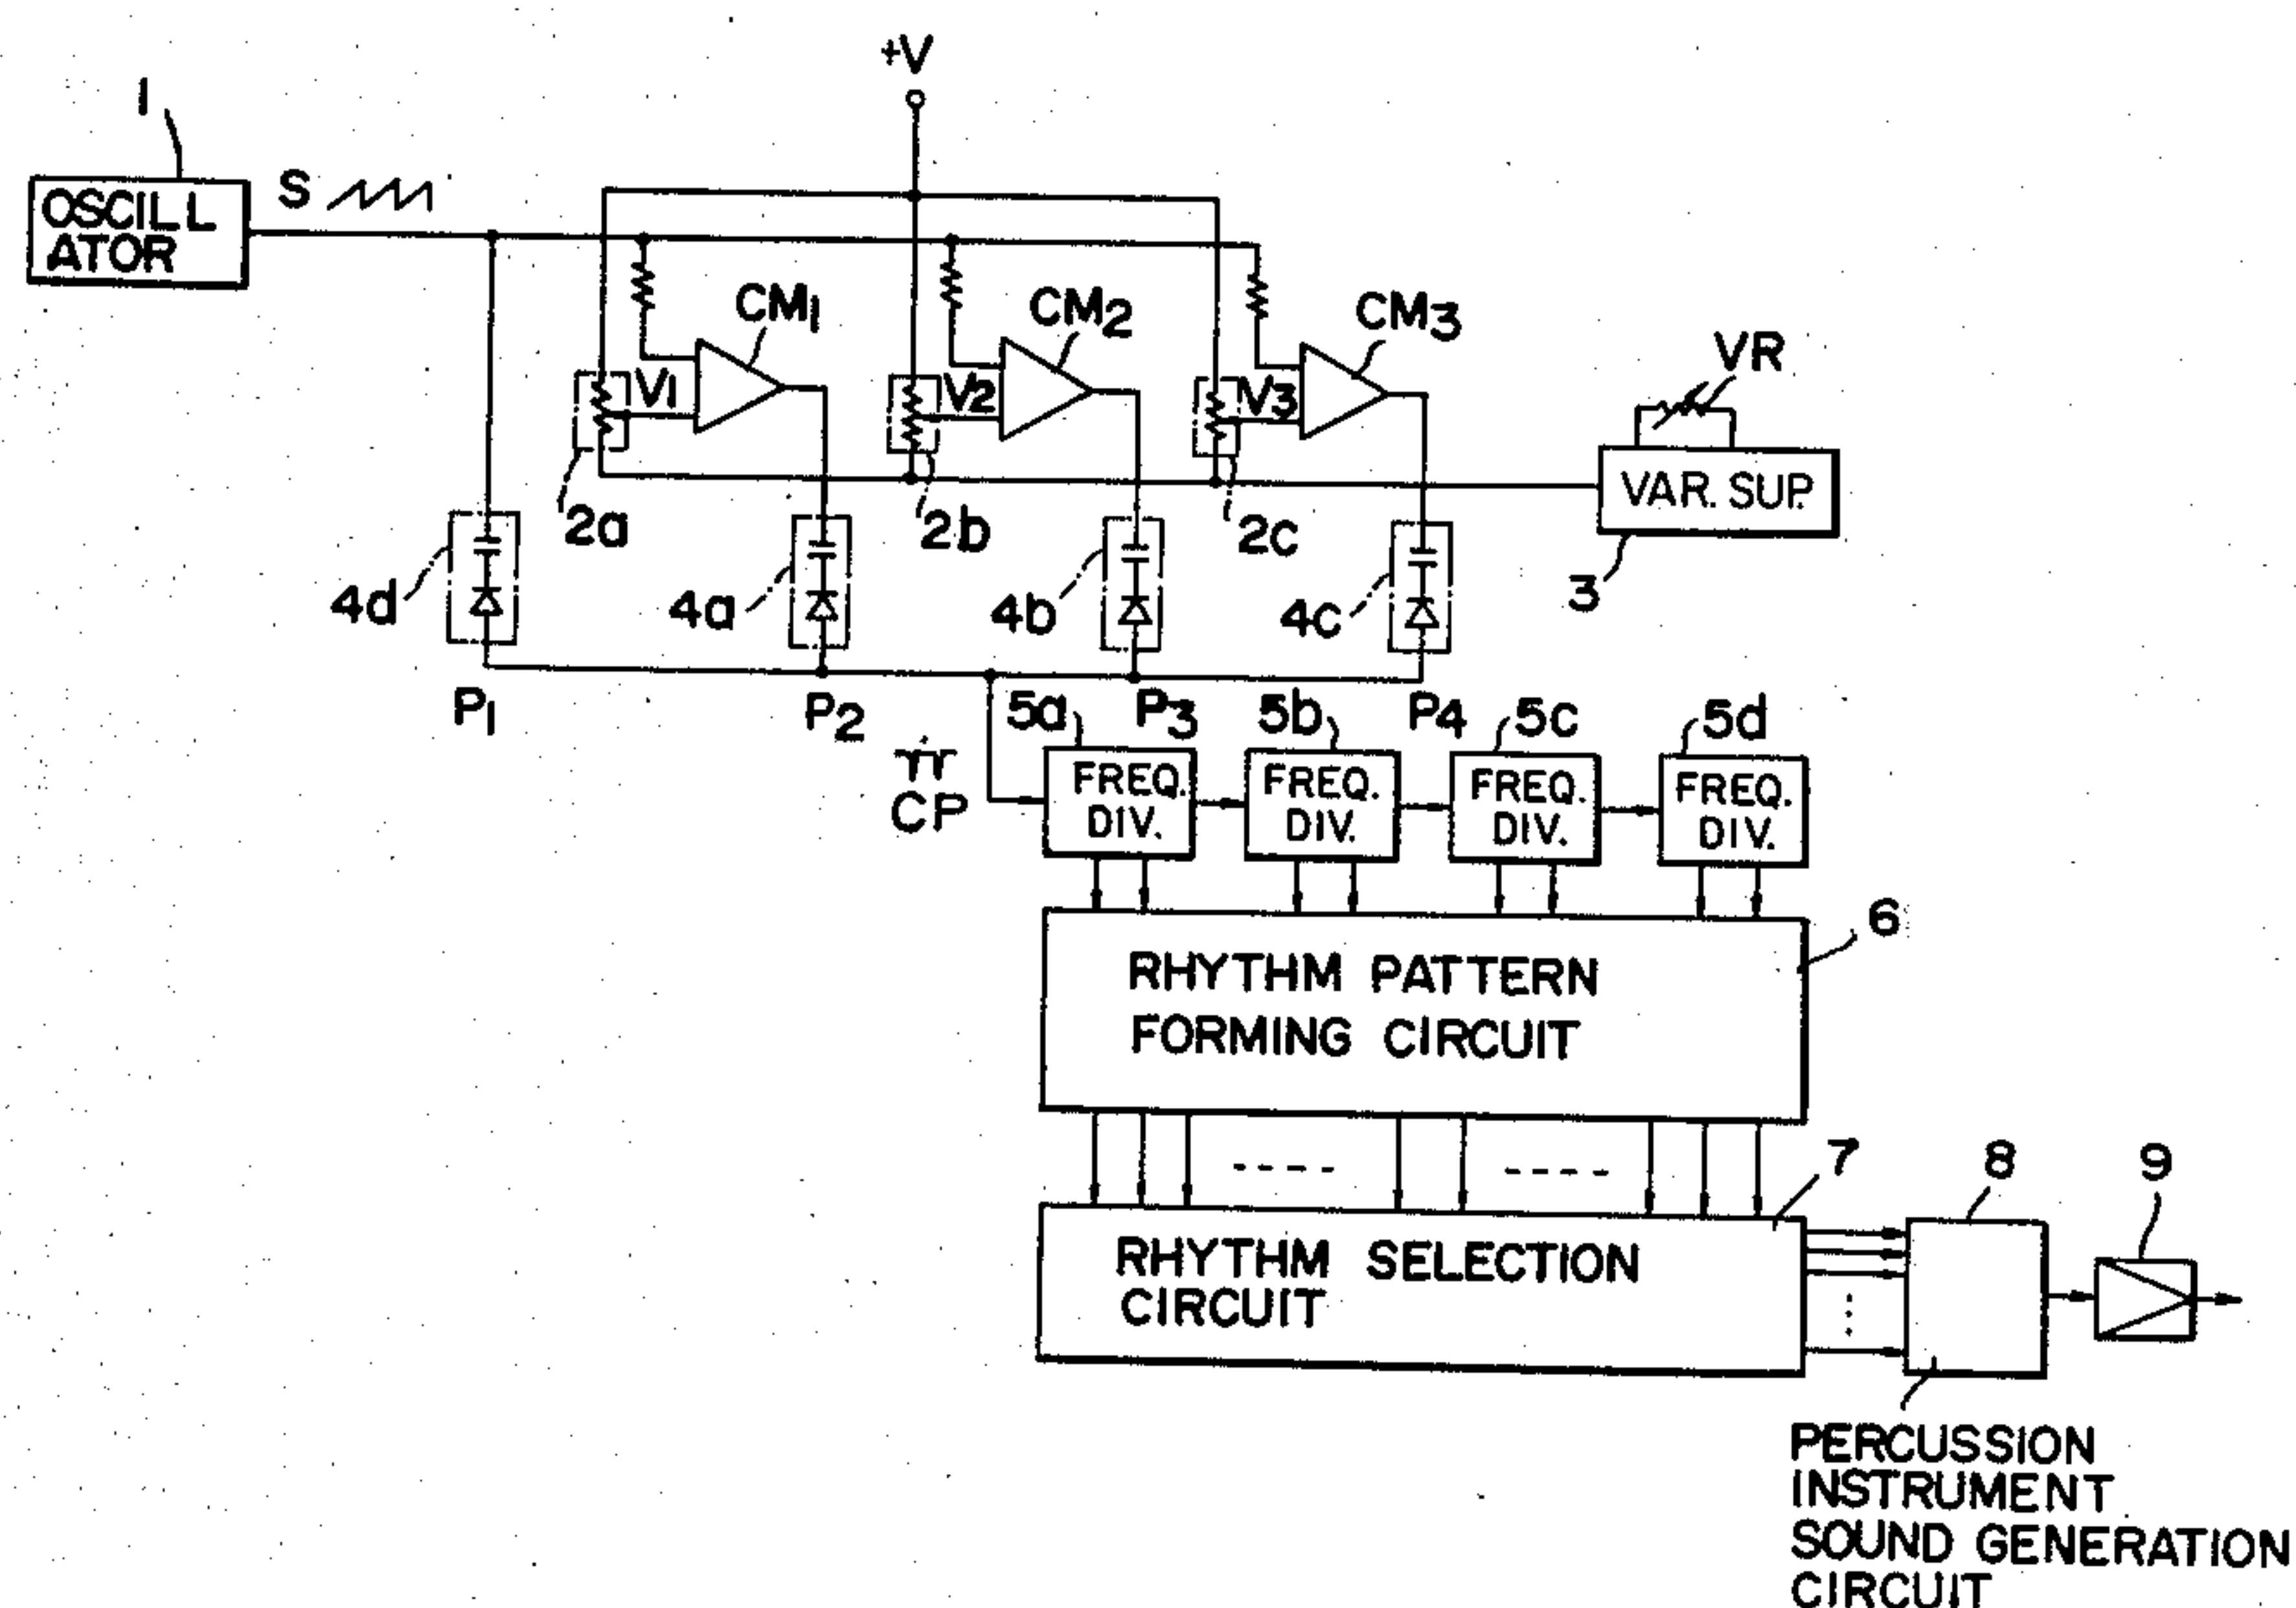 +V
1
S
OSCILL
ATOR
CM1
CM2
CM3
VR
V1
V2
V3
VAR. SUP.
2a
2b
2c
3
4d
4a
4b
4c
P1
P2
P3
P4
5a
5b
5c
5d
CP
FREQ.
DIV.
FREQ.
DIV.
FREQ.
DIV.
FREQ.
DIV.
6
RHYTHM PATTERN
FORMING CIRCUIT
7
8
9
RHYTHM SELECTION
CIRCUIT
PERCUSSION
INSTRUMENT
SOUND GENERATION
CIRCUIT